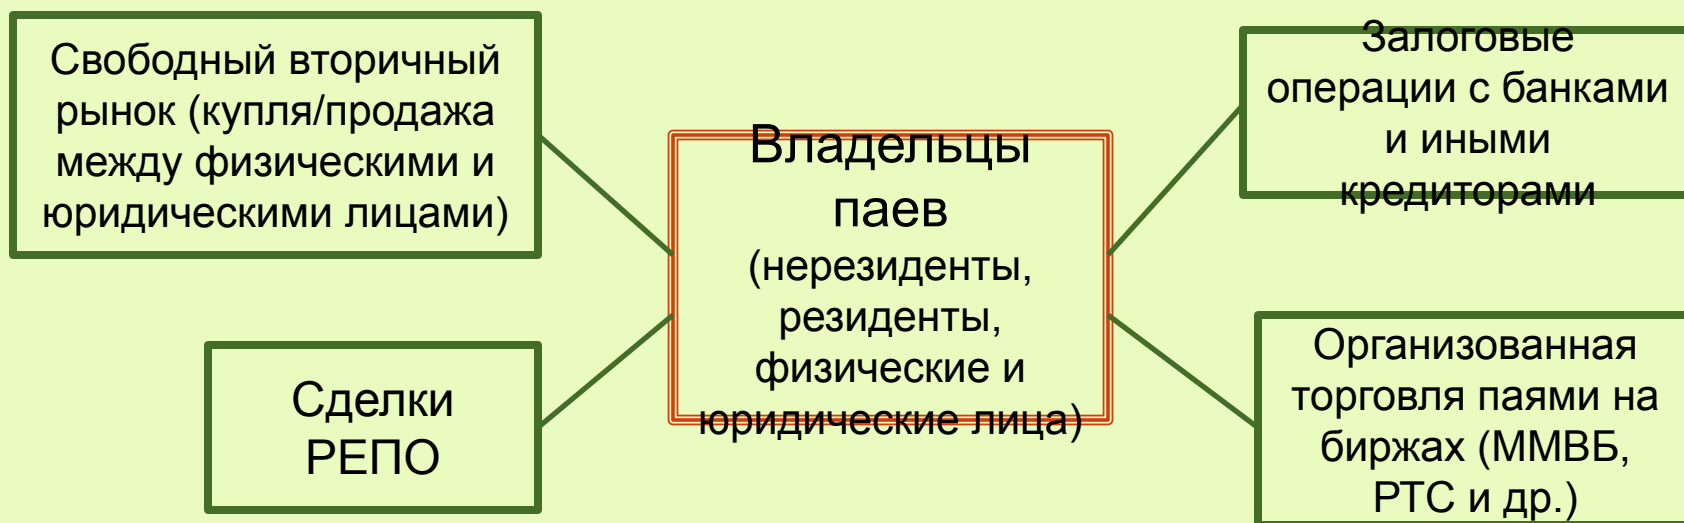 Свободный вторичный
рынок (купля/продажа
между физическими и
юридическими лицами)
Залоговые
операции с банками
и иными
кредиторами
Владельцы
паев
(нерезиденты,
резиденты,
физические и
юридические лица)
Сделки
РЕПО
Организованная
торговля паями на
биржах (ММВБ,
РТС и др.)